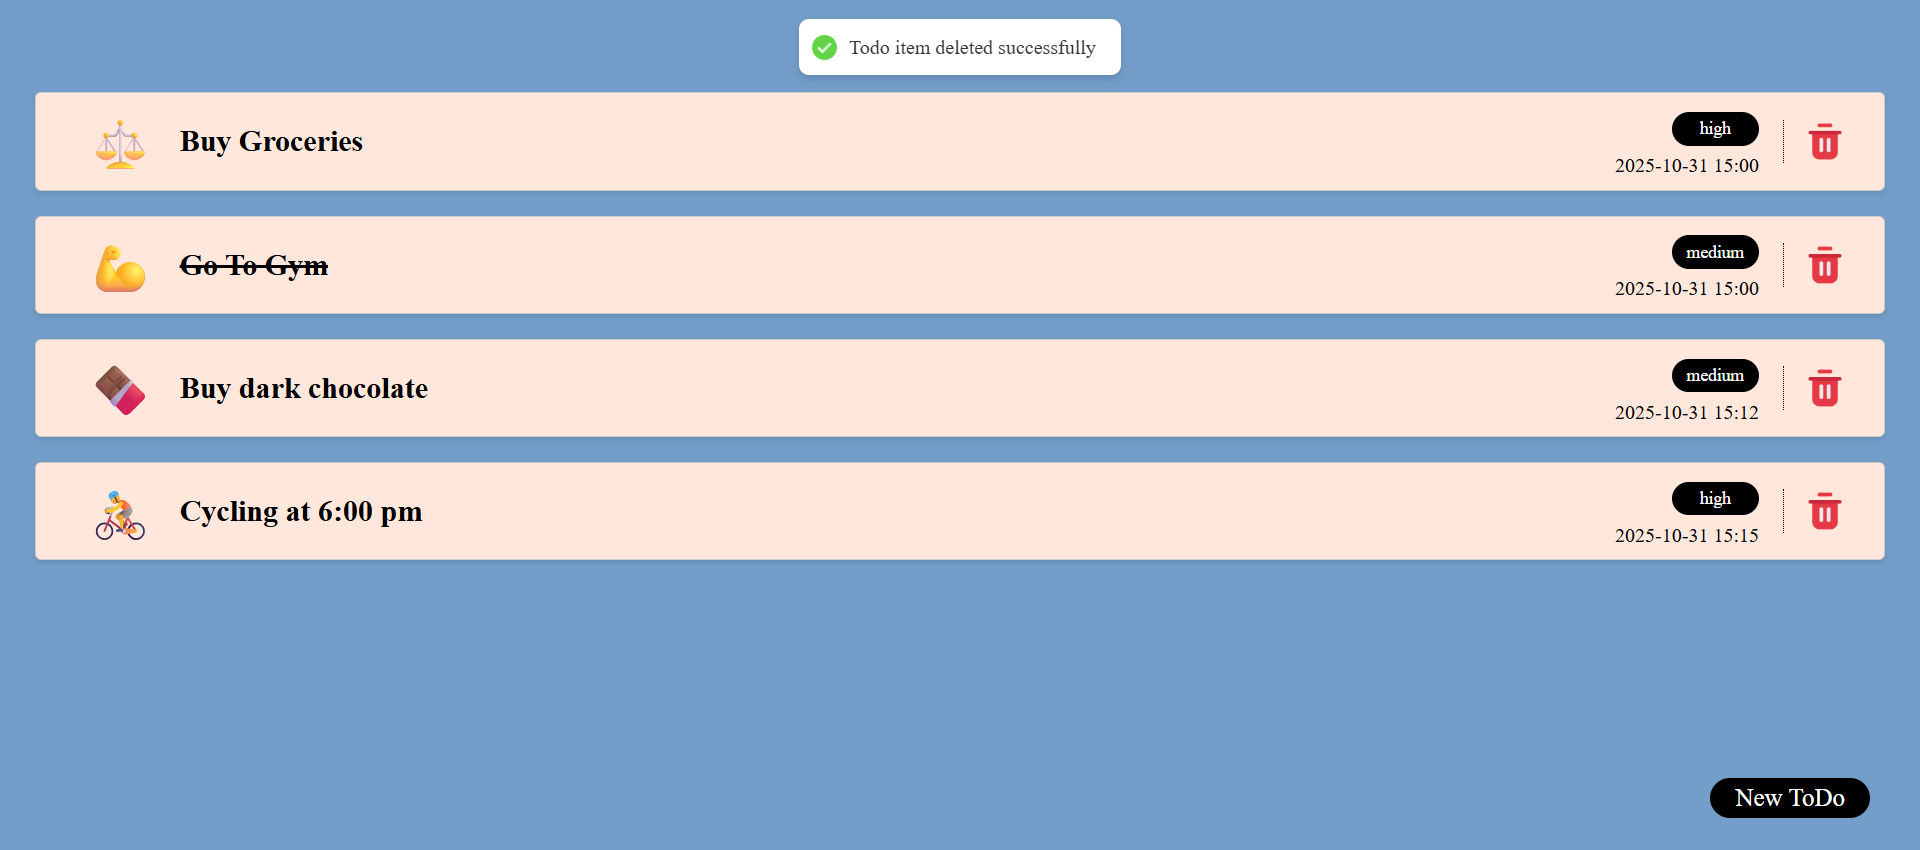 Todo item deleted successfully
Buy Groceries
high
2025-10-31 15:00
Go To Gym
medium
2025-10-31 15:00
Buy dark chocolate
medium
2025-10-31 15:12
Cycling at 6:00 pm
high
2025-10-31 15:15
New ToDo